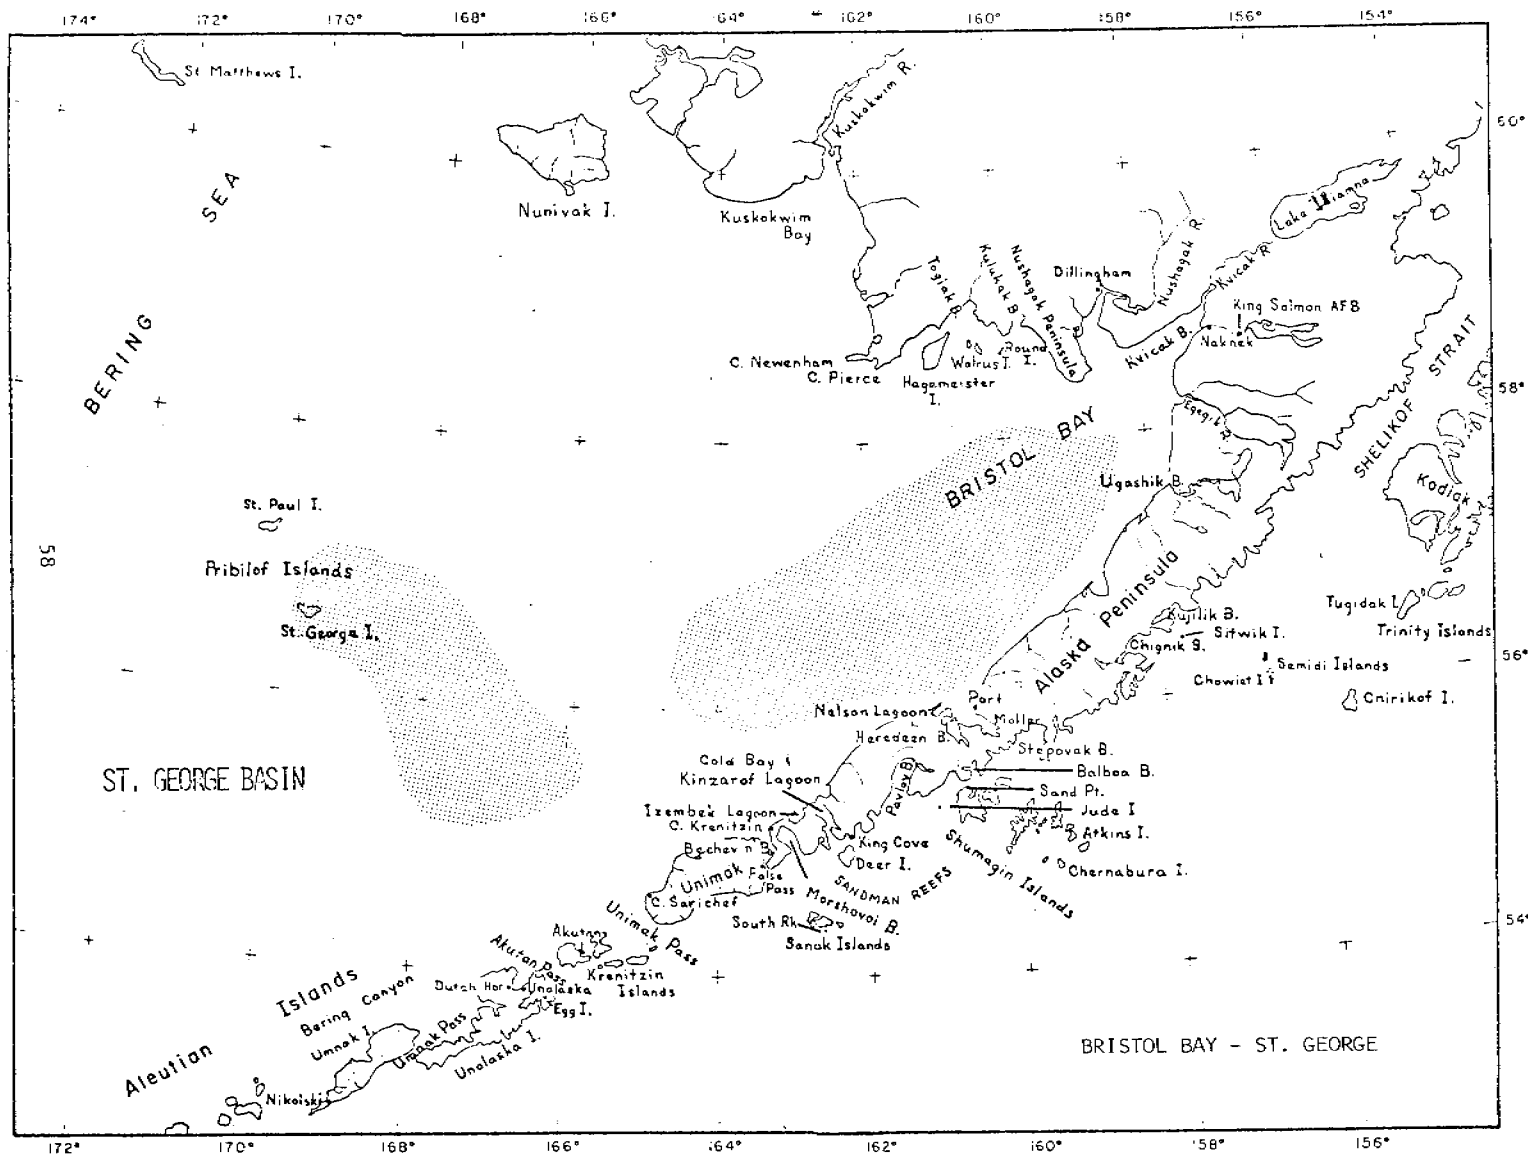 174° 172° 170° 168° 166° 164° 162° 160° 158° 156° 154°
St Matthews I.
60°
Kuskokwim R.
BERING SEA
Nunivak I.
Kuskokwim
Bay
Lake Iliamna
Togiak B.
Kulukak B.
Nushagak Peninsula
Dillingham
Nushagak R.
Kvicak R.
King Salmon AFB
Kvicak B.
Naknek
C. Newenham
C. Pierce
Hagameister
I.
Walrus I.
Round
I.
58°
SHELIKOF STRAIT
Egegik R.
BRISTOL BAY
Ugashik B.
Kodiak
St. Paul I.
58
Pribilof Islands
St. George I.
Alaska Peninsula
Kujilik B.
Sitwik I.
Chignik B.
Tugidak I.
Trinity Islands
Semidi Islands
Chowiet I.
56°
Cnirikof I.
Port
Moller
Nelson Lagoon
Heredeen B.
Stepovak B.
Balboa B.
Sand Pt.
Jude I
Atkins I.
Chernabura I.
Shumagin Islands
Cold Bay &
Kinzarof Lagoon
Pavlov B.
ST. GEORGE BASIN
Izembek Lagoon
C. Krenitzin
Bechevin B.
King Cove
Deer I.
SANDMAN REEFS
Unimak
False
Pass
Morshovoi B.
C. Sarichef
South Rk.
Sanak Islands
54°
Unimak Pass
Akutan
Akutan Pass
Krenitzin
Islands
Dutch Har.
Unalaska
Egg I.
Aleutian Islands
Bering Canyon
Umnak I.
Umnak Pass
Unalaska I.
Nikolski
BRISTOL BAY - ST. GEORGE
172° 170° 168° 166° 164° 162° 160° 158° 156°